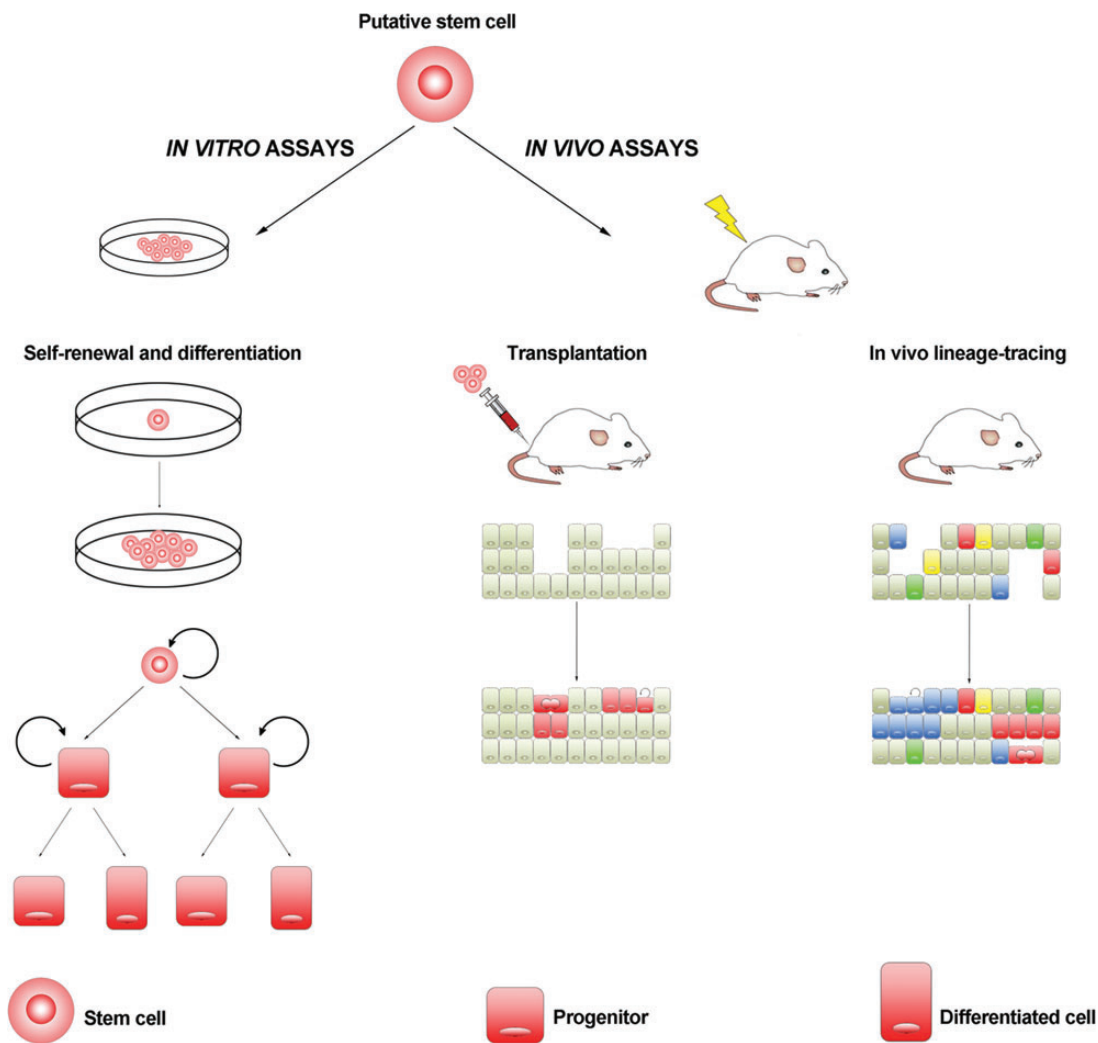 Putative stem cell
IN VITRO ASSAYS
IN VIVO ASSAYS
Self-renewal and differentiation
Transplantation
In vivo lineage-tracing
Stem cell
Progenitor
Differentiated cell